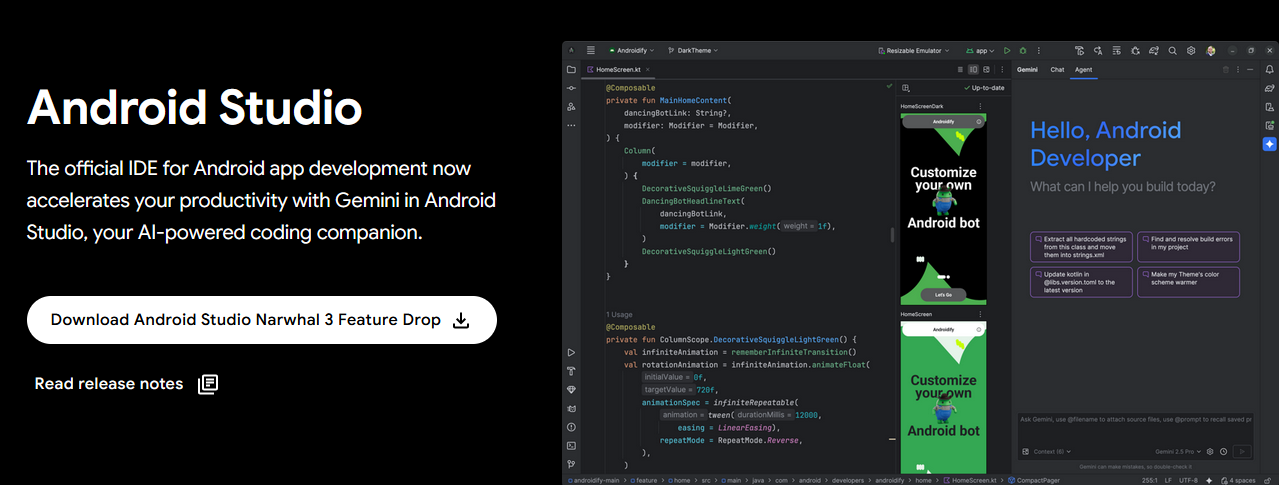 Android Studio
The official IDE for Android app development now
accelerates your productivity with Gemini in Android
Studio, your AI-powered coding companion.
Download Android Studio Narwhal 3 Feature Drop
Read release notes
Androidify
DarkTheme
Resizable Emulator
app
HomeScreen.kt
@Composable
private fun MainHomeContent(
dancingBotLink: String?,
modifier: Modifier = Modifier,
) {
Column(
modifier = modifier,
) {
DecorativeSquiggleLimeGreen()
DancingBotHeadlineText(
dancingBotLink,
modifier = Modifier.weight( weight = 1f),
)
DecorativeSquiggleLightGreen()
}
}
1 Usage
@Composable
private fun ColumnScope.DecorativeSquiggleLightGreen() {
val infiniteAnimation = rememberInfiniteTransition()
val rotationAnimation = infiniteAnimation.animateFloat(
initialValue = 0f,
targetValue = 720f,
animationSpec = infiniteRepeatable(
animation = tween( durationMillis = 12000,
easing = LinearEasing),
repeatMode = RepeatMode.Reverse,
),
)
Up-to-date
HomeScreenDark
Androidify
Customize
your own
Android bot
Let's Go
HomeScreen
Androidify
Customize
your own
Android bot
Gemini
Chat
Agent
Hello, Android
Developer
What can I help you build today?
Extract all hardcoded strings
from this class and move
them into strings.xml
Find and resolve build errors
in my project
Update kotlin in
@libs.version.toml to the
latest version
Make my Theme's color
scheme warmer
Ask Gemini, use @filename to attach source files, use @prompt to recall saved pr
Context (6)
Gemini 2.5 Pro
Gemini can make mistakes, so double-check it
androidify-main > feature > home > src > main > java > com > android > developers > androidify > home > HomeScreen.kt > CompactPager
255:1 LF UTF-8 4 spaces